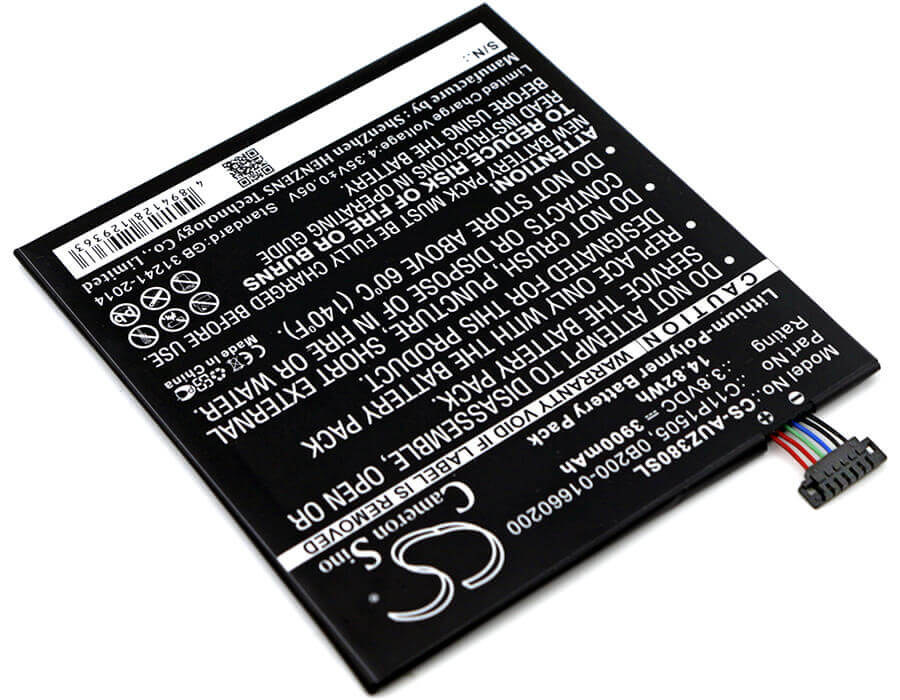 Model No.:CS-AUZ380SL
Part No :C11P1505 0B200-01660200
Rating :3.8VDC 3900mAh
14.82Wh
Lithium-Polymer Battery Pack
CAUTION WARRANTY VOID IF LABEL IS REMOVED
DO NOT ATTEMPT TO DISASSEMBLE, OPEN OR
SERVICE THE BATTERY PACK.
REPLACE ONLY WITH THE BATTERY PACK
DESIGNATED FOR THIS PRODUCT.
DO NOT CRUSH, PUNCTURE, SHORT EXTERNAL
CONTACTS OR DISPOSE OF IN FIRE OR WATER.
DO NOT STORE ABOVE 60°C (140°F).
ATTENTION:
NEW BATTERY PACK MUST BE FULLY CHARGED BEFORE USE.
TO REDUCE RISK OF FIRE OR BURNS
READ INSTRUCTIONS IN OPERATING GUIDE
BEFORE USING THE BATTERY.
Limited Charge Voltage:4.35V±0.05V Standard:GB 31241-2014
Manufacture by :ShenZhen HENZENS Technology Co., Limited
S/N.:
4 894128 129363
Made in China
CS
Cameron Sino